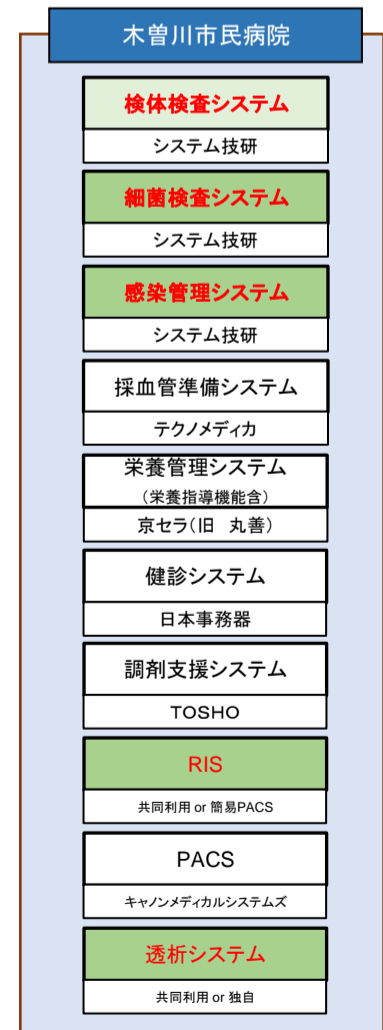 木曽川市民病院
検体検査システム
システム技研
細菌検査システム
システム技研
感染管理システム
システム技研
採血管準備システム
テクノメディカ
栄養管理システム
（栄養指導機能含）
京セラ（旧　丸善）
健診システム
日本事務器
調剤支援システム
TOSHO
RIS
共同利用 or 簡易PACS
PACS
キャノンメディカルシステムズ
透析システム
共同利用 or 独自